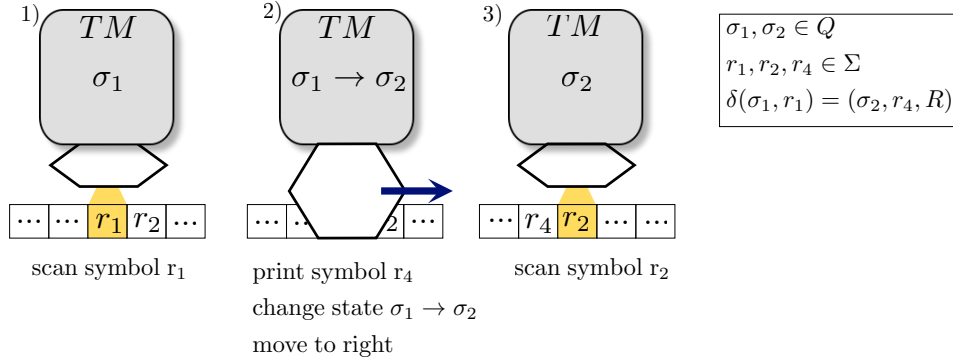 1)
TM
σ₁
... ... r₁ r₂ ...
scan symbol r₁
2)
TM
σ₁ → σ₂
... .. 2 ...
print symbol r₄
change state σ₁ → σ₂
move to right
3)
TM
σ₂
... r₄ r₂ ... ...
scan symbol r₂
σ₁, σ₂ ∈ Q
r₁, r₂, r₄ ∈ Σ
δ(σ₁, r₁) = (σ₂, r₄, R)